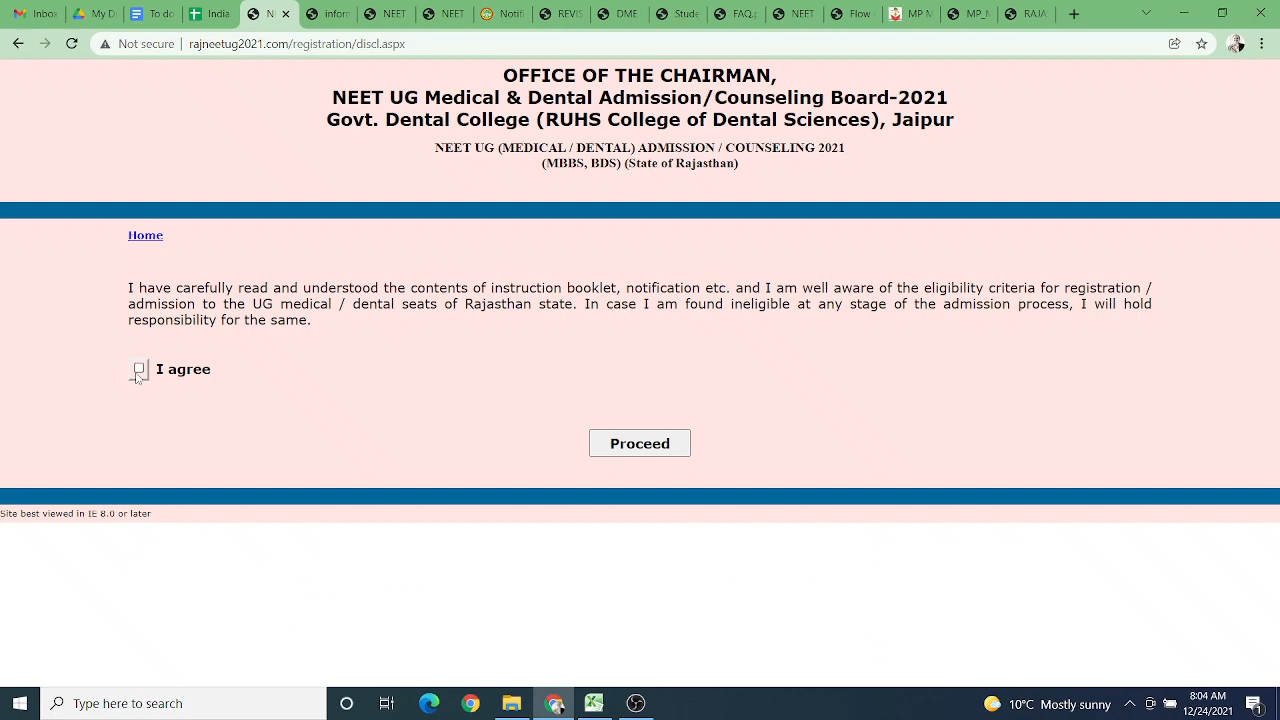 Inbox
My D
To do
India
NE
inform
NEET
NEET
Notifi
REVIS
DME
Stude
FAQ.p
NEET
Flow
MP M
MP_N
RAJA
Not secure
rajneetug2021.com/registration/discl.aspx
OFFICE OF THE CHAIRMAN,
NEET UG Medical & Dental Admission/Counseling Board-2021
Govt. Dental College (RUHS College of Dental Sciences), Jaipur
NEET UG (MEDICAL / DENTAL) ADMISSION / COUNSELING 2021
(MBBS, BDS) (State of Rajasthan)
Home
I have carefully read and understood the contents of instruction booklet, notification etc. and I am well aware of the eligibility criteria for registration /
admission to the UG medical / dental seats of Rajasthan state. In case I am found ineligible at any stage of the admission process, I will hold
responsibility for the same.
I agree
Proceed
Site best viewed in IE 8.0 or later
Type here to search
10°C Mostly sunny
8:04 AM
12/24/2021